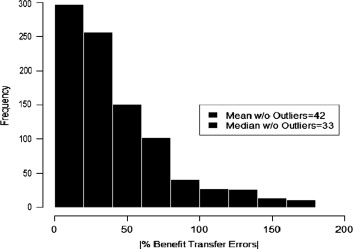 300
250
200
150
100
50
0
Frequency
Mean w/o Outliers=42
Median w/o Outliers=33
0 50 100 150 200
|% Benefit Transfer Errors|